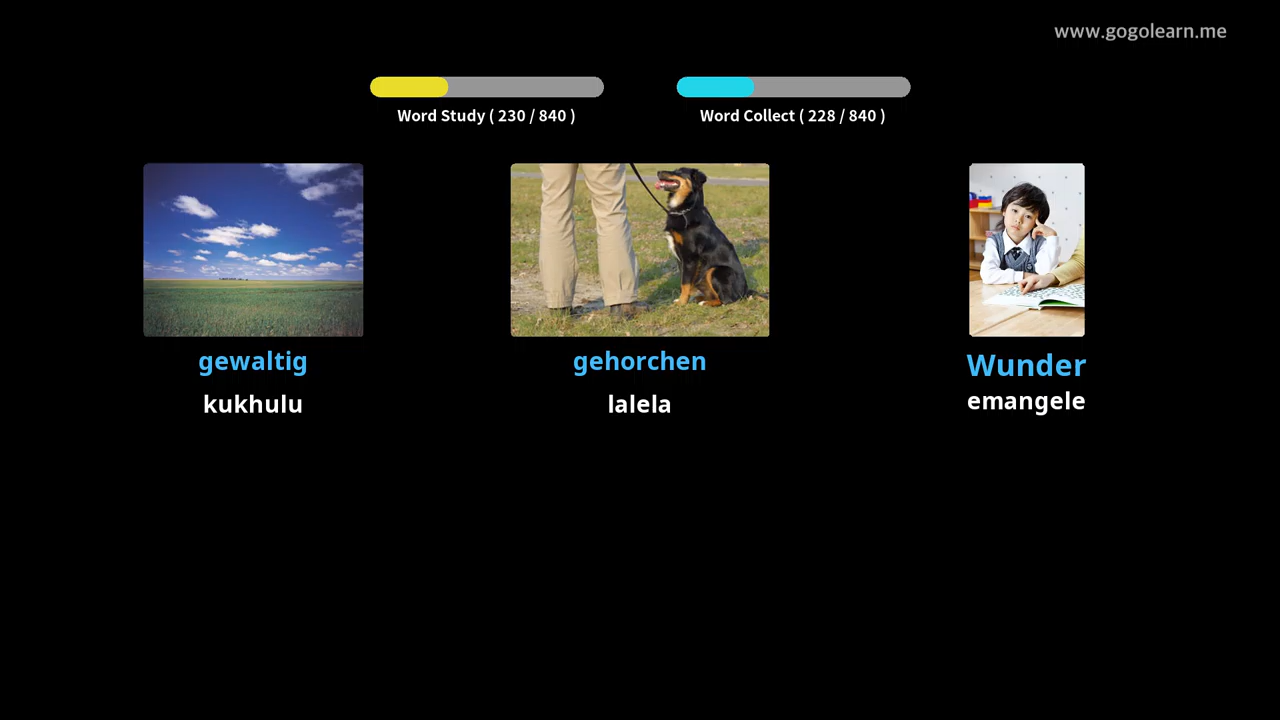 www.gogolearn.me
Word Study ( 230 / 840 )
Word Collect ( 228 / 840 )
gewaltig
kukhulu
gehorchen
lalela
Wunder
emangele